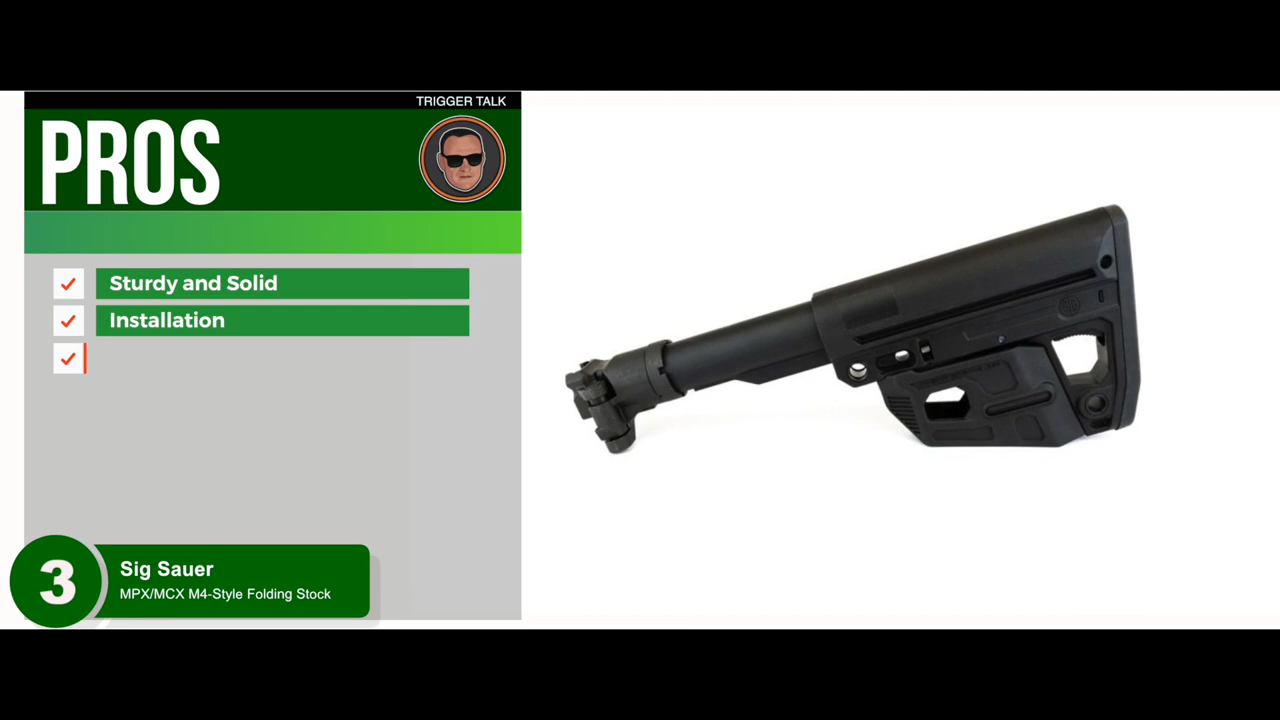 TRIGGER TALK
PROS
Sturdy and Solid
Installation
3
Sig Sauer
MPX/MCX M4-Style Folding Stock